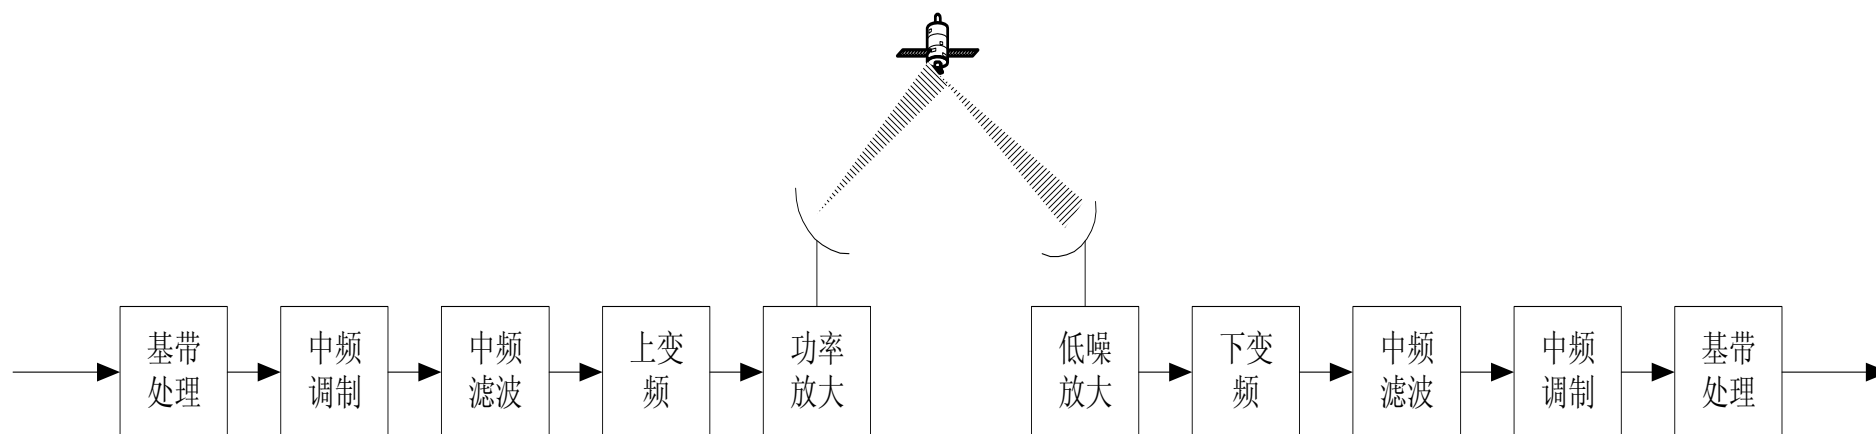 基带
处理
中频
调制
中频
滤波
上变
频
功率
放大
低噪
放大
下变
频
中频
滤波
中频
调制
基带
处理